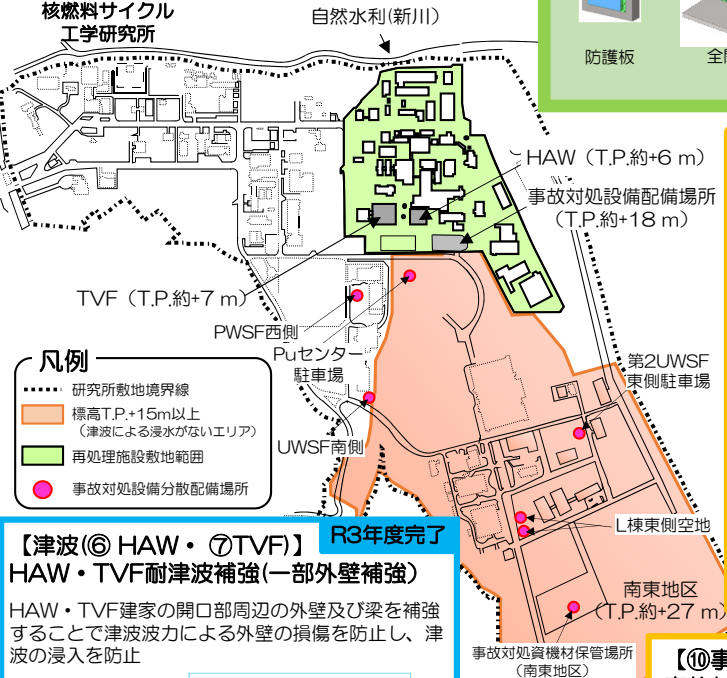 核燃料サイクル
工学研究所
自然水利(新川)
防護板
HAW（T.P.約+6 m）
事故対処設備配備場所
（T.P.約+18 m）
TVF（T.P.約+7 m）
PWSF西側
Puセンター
駐車場
第2UWSF
東側駐車場
UWSF南側
凡例
研究所敷地境界線
標高T.P.+15m以上
（津波による浸水がないエリア）
再処理施設敷地範囲
事故対処設備分散配備場所
L棟東側空地
南東地区
（T.P.約+27 m）
事故対処資機材保管場所
（南東地区）
R3年度完了
【津波(⑥ HAW・ ⑦TVF)】
HAW・TVF耐津波補強(一部外壁補強)
HAW・TVF建家の開口部周辺の外壁及び梁を補強
することで津波波力による外壁の損傷を防止し、津
波の浸入を防止
【⑩事